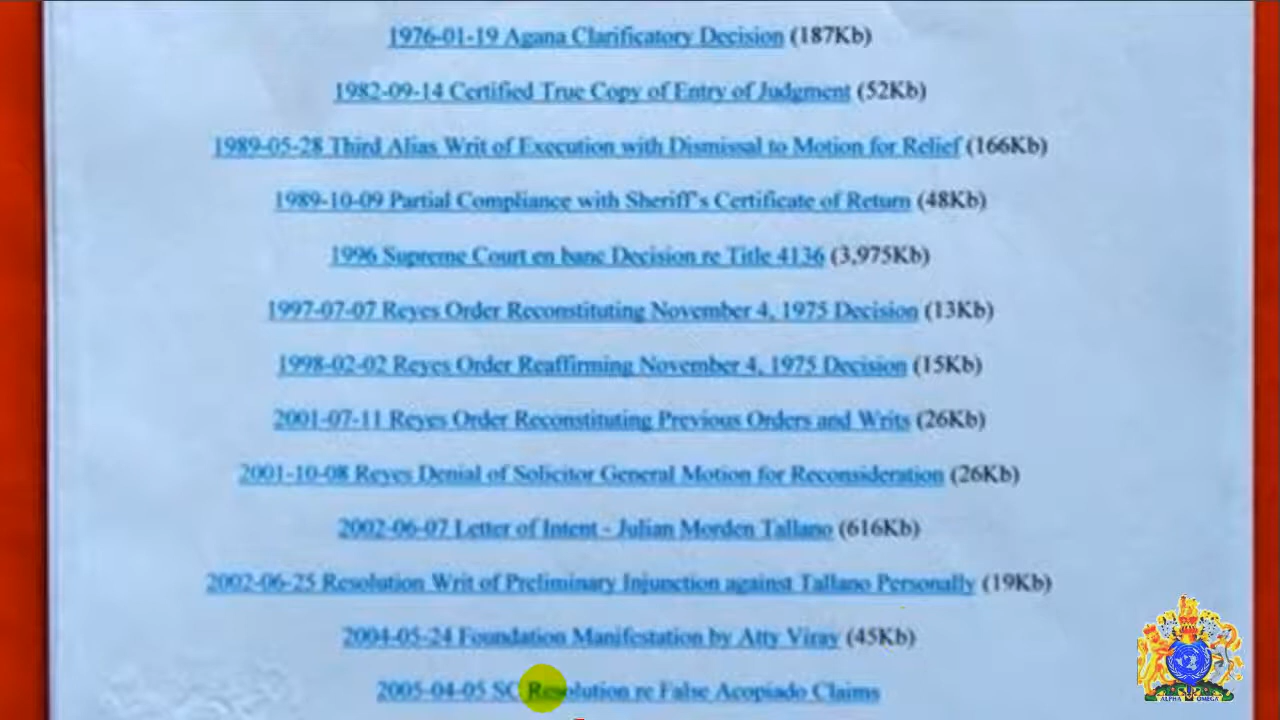 1976-01-19 Agana Clarificatory Decision (187Kb)
1982-09-14 Certified True Copy of Entry of Judgment (52Kb)
1989-05-28 Third Alias Writ of Execution with Dismissal to Motion for Relief (166Kb)
1989-10-09 Partial Compliance with Sheriff's Certificate of Return (48Kb)
1996 Supreme Court en banc Decision re Title 4136 (3,975Kb)
1997-07-07 Reyes Order Reconstituting November 4, 1975 Decision (13Kb)
1998-02-02 Reyes Order Reaffirming November 4, 1975 Decision (15Kb)
2001-07-11 Reyes Order Reconstituting Previous Orders and Writs (26Kb)
2001-10-08 Reyes Denial of Solicitor General Motion for Reconsideration (26Kb)
2002-06-07 Letter of Intent - Julian Morden Tallano (616Kb)
2002-06-25 Resolution Writ of Preliminary Injunction against Tallano Personally (19Kb)
2004-05-24 Foundation Manifestation by Atty Viray (45Kb)
2005-04-05 SC Resolution re False Acopiado Claims
ALPHA OMEGA